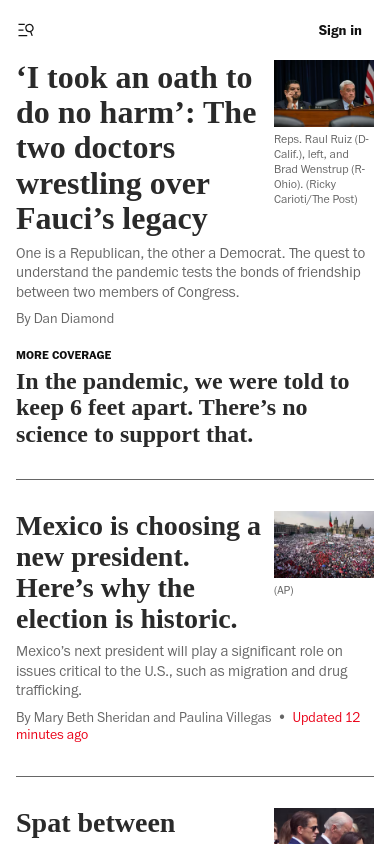 Sign in
‘I took an oath to
do no harm’: The
two doctors
wrestling over
Fauci’s legacy
Reps. Raul Ruiz (D-
Calif.), left, and
Brad Wenstrup (R-
Ohio). (Ricky
Carioti/The Post)
One is a Republican, the other a Democrat. The quest to
understand the pandemic tests the bonds of friendship
between two members of Congress.
By Dan Diamond
MORE COVERAGE
In the pandemic, we were told to
keep 6 feet apart. There’s no
science to support that.
Mexico is choosing a
new president.
Here’s why the
election is historic.
(AP)
Mexico’s next president will play a significant role on
issues critical to the U.S., such as migration and drug
trafficking.
By Mary Beth Sheridan and Paulina Villegas • Updated 12
minutes ago
Spat between